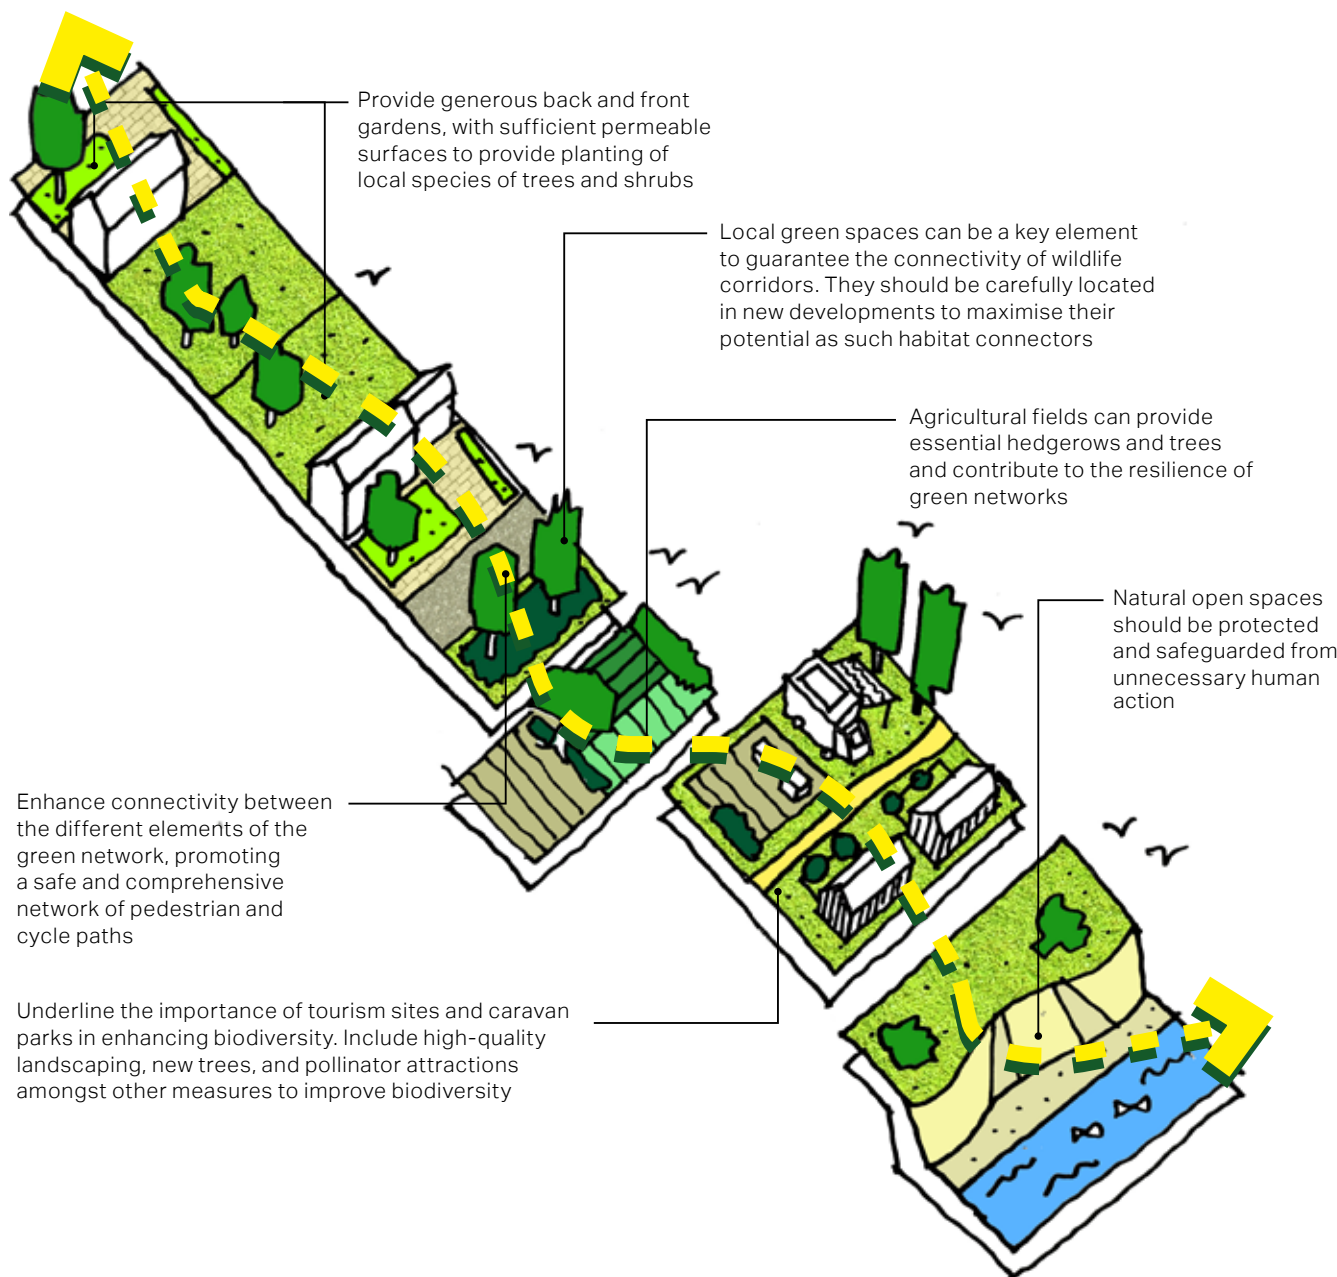 Provide generous back and front
gardens, with sufficient permeable
surfaces to provide planting of
local species of trees and shrubs
Local green spaces can be a key element
to guarantee the connectivity of wildlife
corridors. They should be carefully located
in new developments to maximise their
potential as such habitat connectors
Agricultural fields can provide
essential hedgerows and trees
and contribute to the resilience of
green networks
Natural open spaces
should be protected
and safeguarded from
unnecessary human
action
Enhance connectivity between
the different elements of the
green network, promoting
a safe and comprehensive
network of pedestrian and
cycle paths
Underline the importance of tourism sites and caravan
parks in enhancing biodiversity. Include high-quality
landscaping, new trees, and pollinator attractions
amongst other measures to improve biodiversity